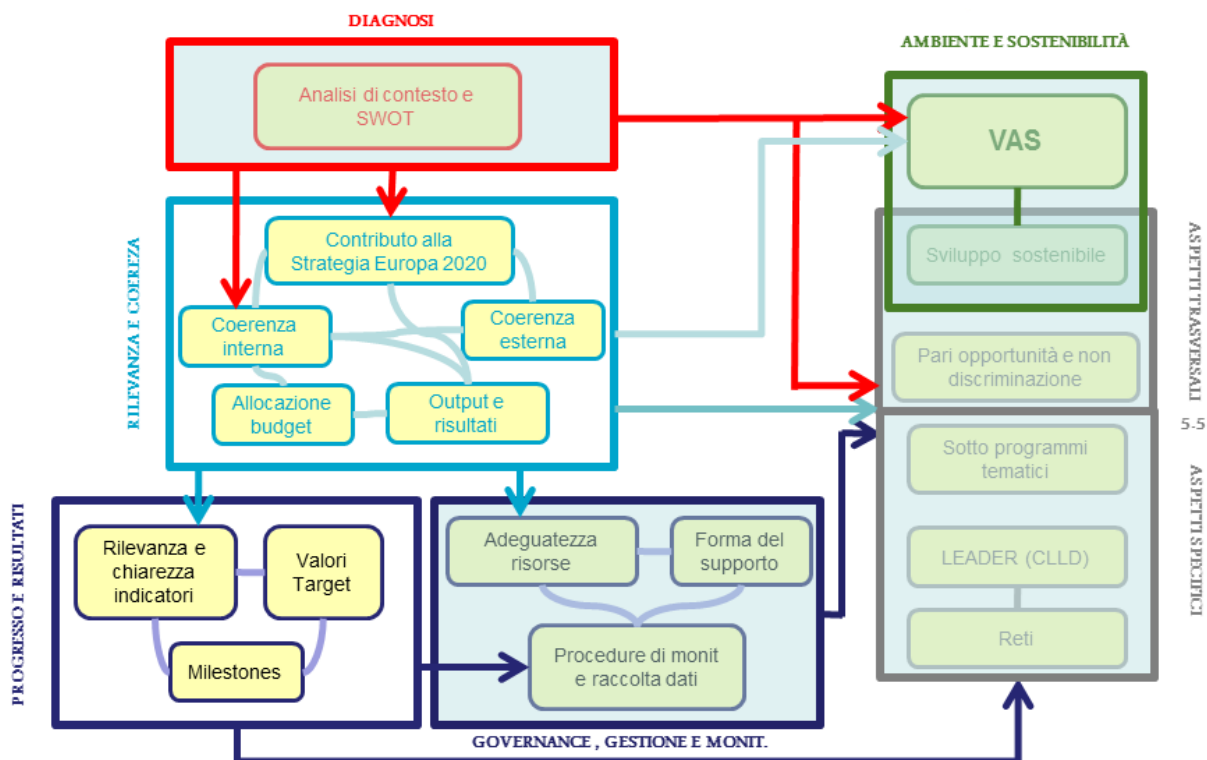 DIAGNOSI
Analisi di contesto e
SWOT
AMBIENTE E SOSTENIBILITÀ
VAS
Sviluppo sostenibile
Pari opportunità e non
discriminazione
ASPETTI TRASVERSALI
5-5
RILEVANZA E COEREZA
Contributo alla
Strategia Europa 2020
Coerenza
interna
Coerenza
esterna
Allocazione
budget
Output e
risultati
Sotto programmi
tematici
LEADER (CLLD)
Reti
ASPETTI SPECIFICI
PROGRESSO E RISULTATI
Rilevanza e
chiarezza
indicatori
Valori
Target
Milestones
Adeguatezza
risorse
Forma del
supporto
Procedure di monit
e raccolta dati
GOVERNANCE , GESTIONE E MONIT.